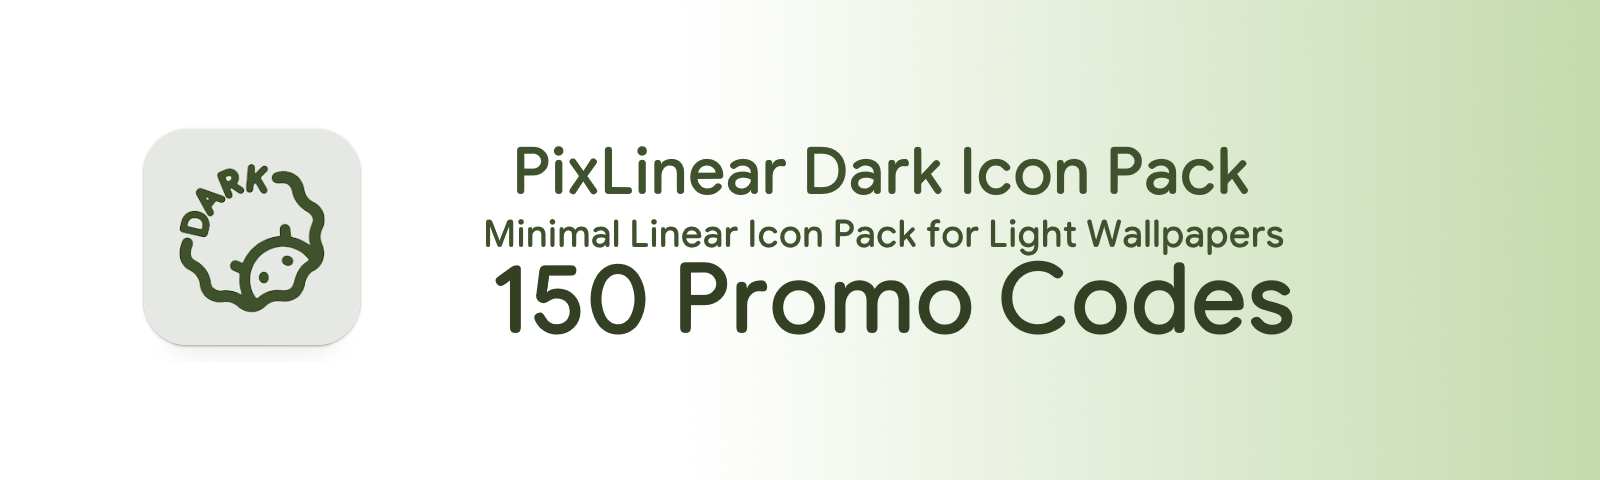 DARK
PixLinear Dark Icon Pack
Minimal Linear Icon Pack for Light Wallpapers
150 Promo Codes